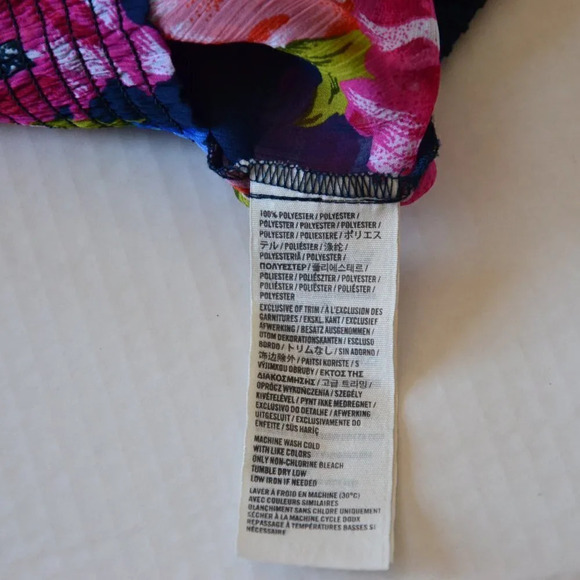 100% POLYESTER / POLYESTER /
POLYESTER / POLYESTER / POLYESTER /
POLYESTER / POLIESTERE / ポリエス
テル / POLIÉSTER / 涤纶 /
POLYESTERIÄ / POLYESTER /
ΠΟΛΥΕΣΤΕΡ / 폴리에스테르 /
POLIESTER / POLIÉSZTER / POLYESTER /
POLIÉSTER / POLIÉSTER / POLIÉSTER /
POLYESTER
EXCLUSIVE OF TRIM / À L'EXCLUSION DES
GARNITURES / EKSKL. KANT / EXCLUSIEF
AFWERKING / BESATZ AUSGENOMMEN /
UTOM DEKORATIONSKANTEN / ESCLUSO
BORDO / トリムなし / SIN ADORNO /
饰边除外 / PAITSI KORISTE / S
VÝJIMKOU OBRUBY / ΕΚΤΟΣ ΤΗΣ
ΔΙΑΚΟΣΜΗΣΗΣ / 고급 트리밍 /
OPRÓCZ WYKOŃCZENIA / SZEGÉLY
KIVÉTELÉVEL / PYNT IKKE MEDREGNET /
EXCLUSIVO DO DETALHE / AFWERKING
UITGESLUIT / EXCLUSIVAMENTE DO
ENFEITE / SÜS HARİÇ
MACHINE WASH COLD
WITH LIKE COLORS
ONLY NON-CHLORINE BLEACH
TUMBLE DRY LOW
LOW IRON IF NEEDED
LAVER À FROID EN MACHINE (30°C)
AVEC COULEURS SIMILAIRES
BLANCHIMENT SANS CHLORE UNIQUEMENT
SÉCHER À LA MACHINE CYCLE DOUX
REPASSAGE À TEMPÉRATURES BASSES SI
NÉCESSAIRE